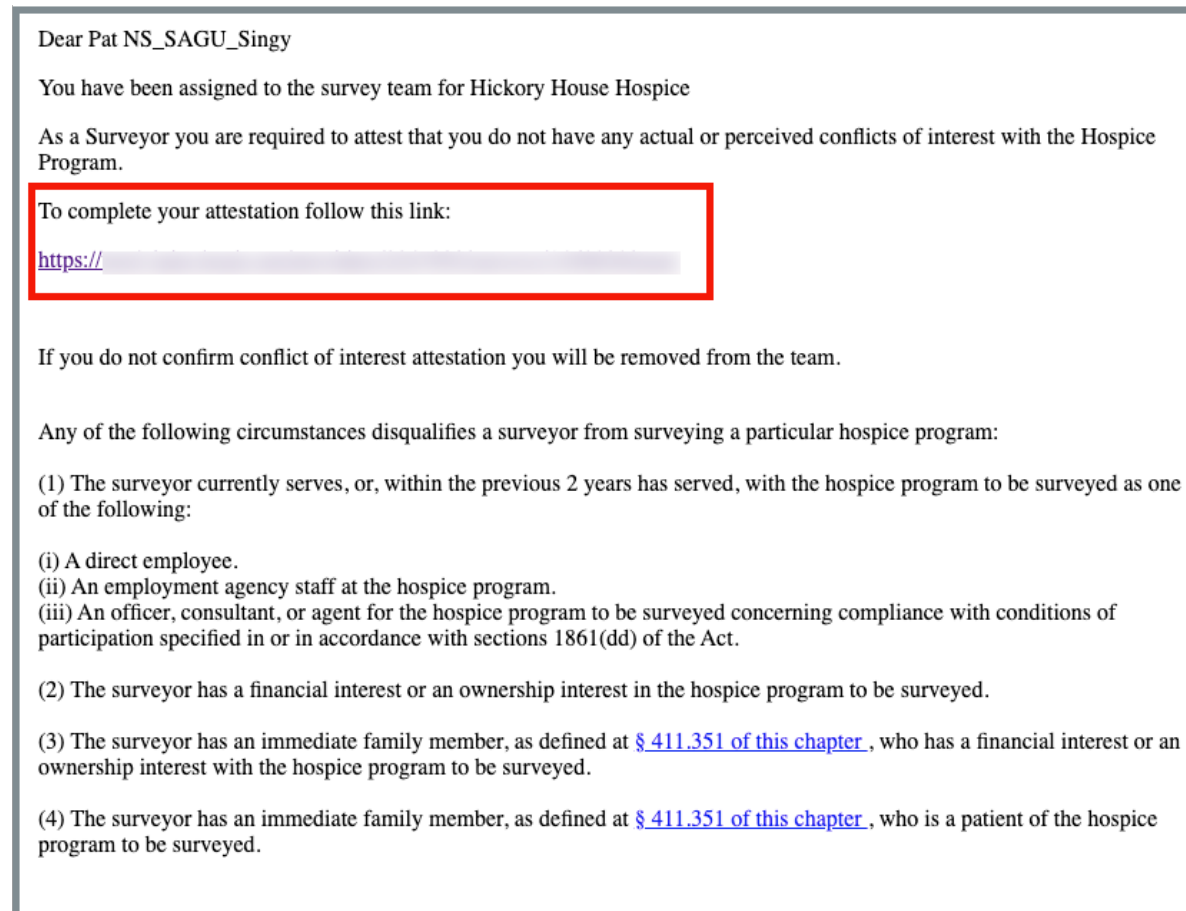 Dear Pat NS_SAGU_Singy
You have been assigned to the survey team for Hickory House Hospice
As a Surveyor you are required to attest that you do not have any actual or perceived conflicts of interest with the Hospice
Program.
To complete your attestation follow this link:
https://
If you do not confirm conflict of interest attestation you will be removed from the team.
Any of the following circumstances disqualifies a surveyor from surveying a particular hospice program:
(1) The surveyor currently serves, or, within the previous 2 years has served, with the hospice program to be surveyed as one
of the following:
(i) A direct employee.
(ii) An employment agency staff at the hospice program.
(iii) An officer, consultant, or agent for the hospice program to be surveyed concerning compliance with conditions of
participation specified in or in accordance with sections 1861(dd) of the Act.
(2) The surveyor has a financial interest or an ownership interest in the hospice program to be surveyed.
(3) The surveyor has an immediate family member, as defined at § 411.351 of this chapter , who has a financial interest or an
ownership interest with the hospice program to be surveyed.
(4) The surveyor has an immediate family member, as defined at § 411.351 of this chapter , who is a patient of the hospice
program to be surveyed.